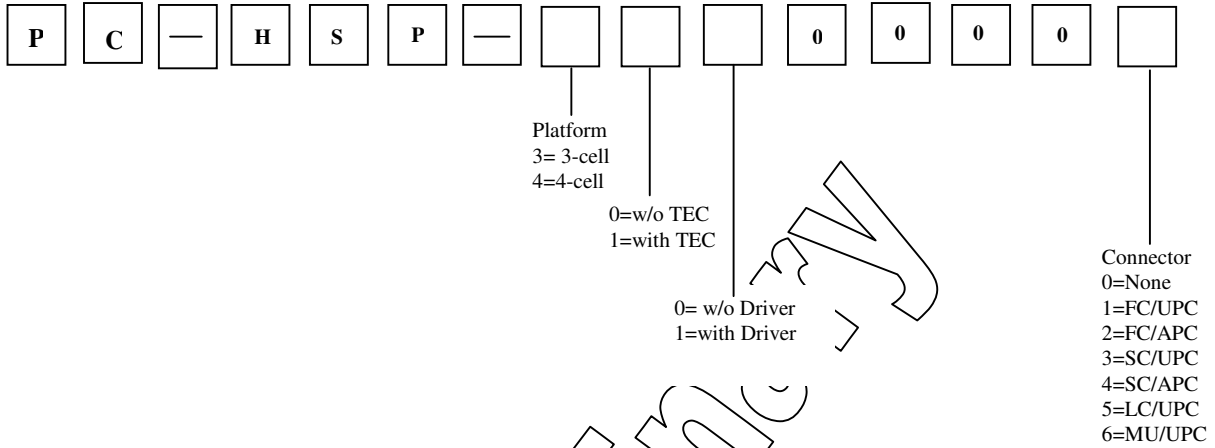 P C — H S P — 0 0 0 0
Platform
3= 3-cell
4=4-cell
0=w/o TEC
1=with TEC
0= w/o Driver
1=with Driver
Connector
0=None
1=FC/UPC
2=FC/APC
3=SC/UPC
4=SC/APC
5=LC/UPC
6=MU/UPC